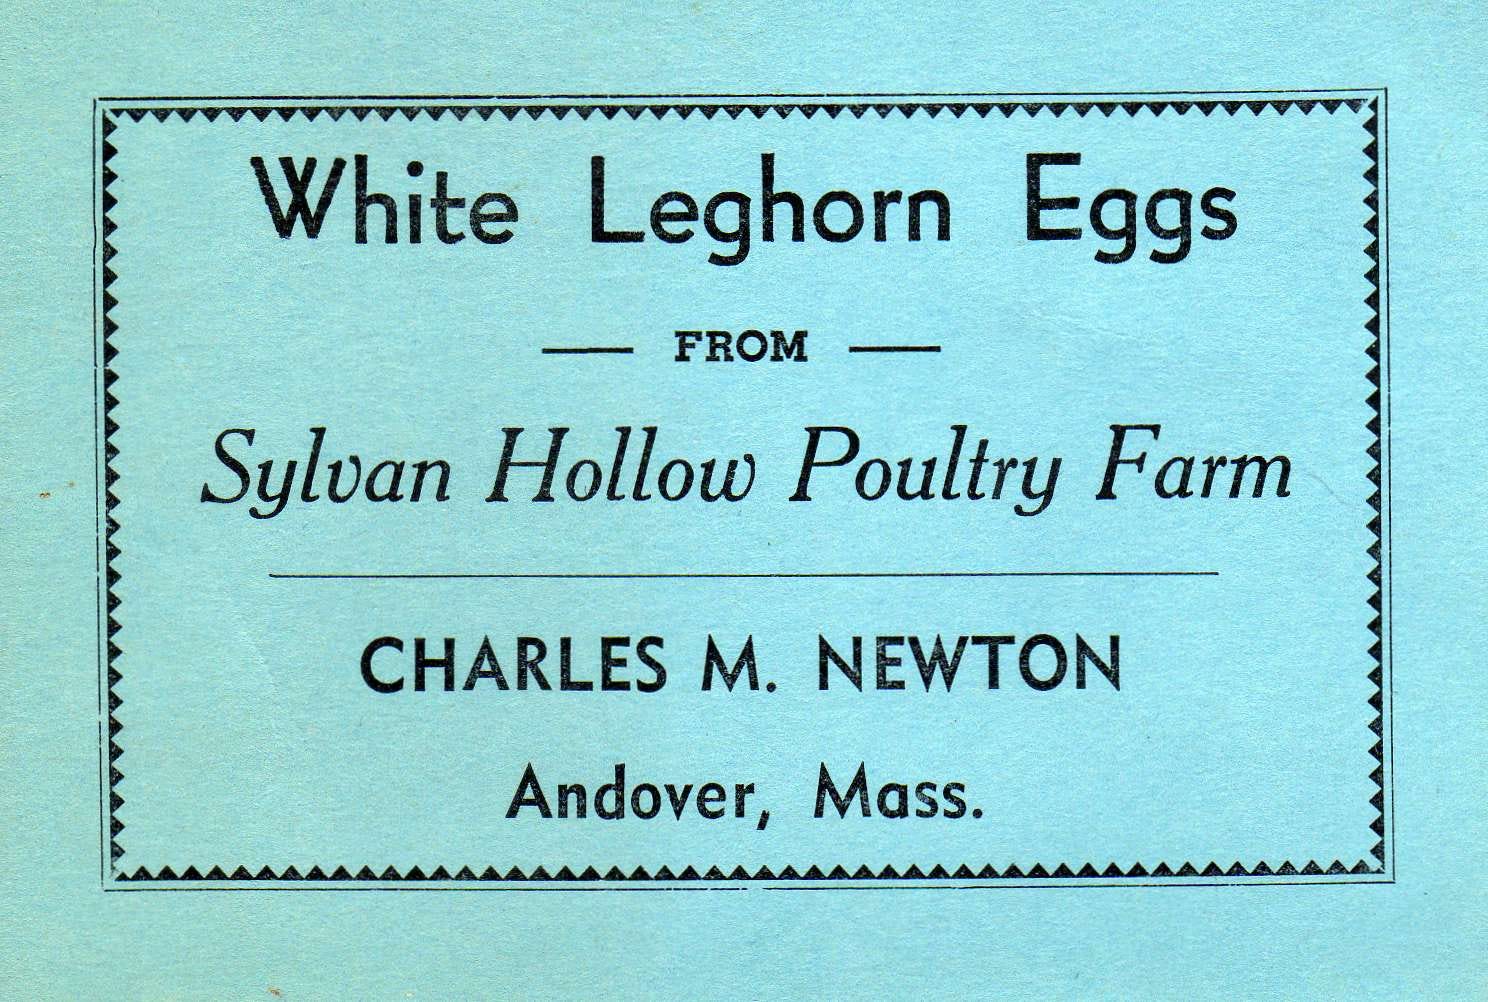 White Leghorn Eggs
— FROM —
Sylvan Hollow Poultry Farm
CHARLES M. NEWTON
Andover, Mass.